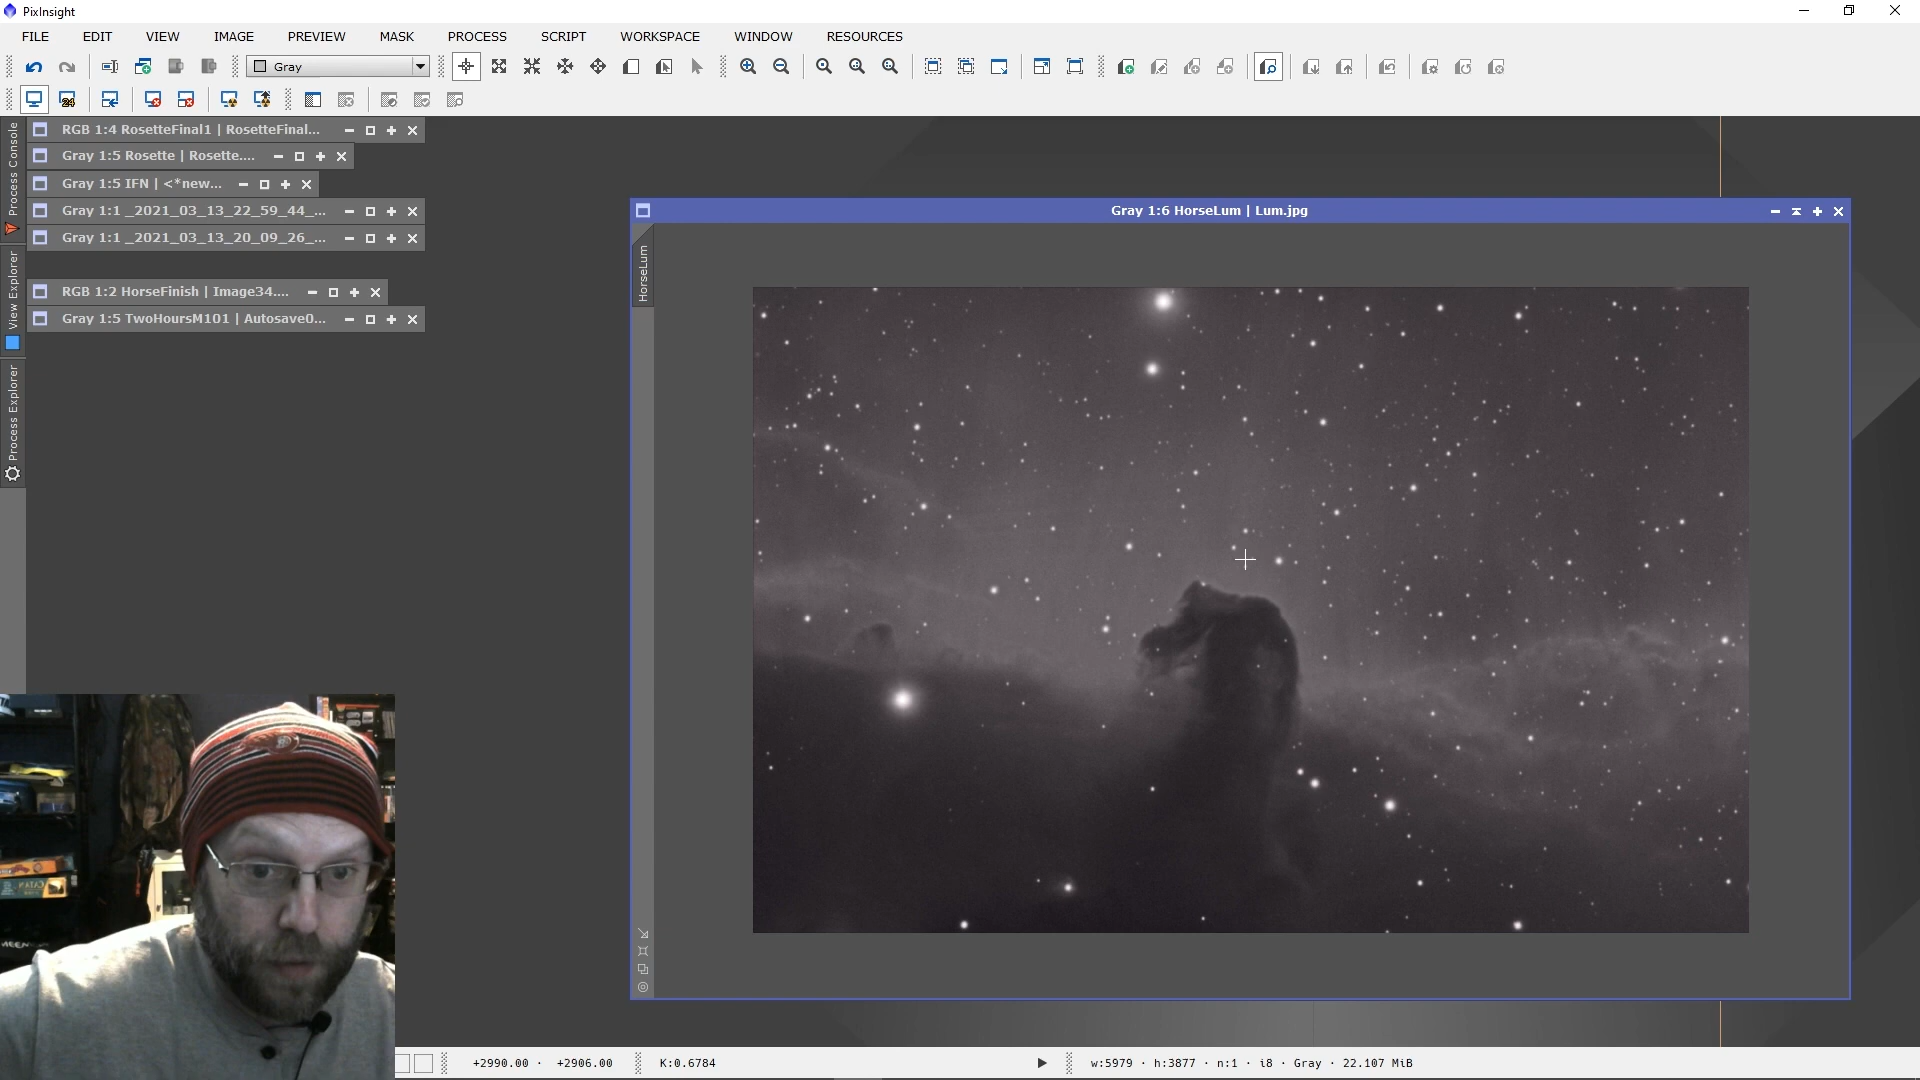 PixInsight
FILE EDIT VIEW IMAGE PREVIEW MASK PROCESS SCRIPT WORKSPACE WINDOW RESOURCES
Gray
24
Process Console
View Explorer
Process Explorer
RGB 1:4 RosetteFinal1 | RosetteFinal...
Gray 1:5 Rosette | Rosette....
Gray 1:5 IFN | <*new...
Gray 1:1 _2021_03_13_22_59_44_...
Gray 1:1 _2021_03_13_20_09_26_...
RGB 1:2 HorseFinish | Image34....
Gray 1:5 TwoHoursM101 | Autosave0...
Gray 1:6 HorseLum | Lum.jpg
HorseLum
+2990.00 · +2906.00
K:0.6784
w:5979 · h:3877 · n:1 · i8 · Gray · 22.107 MiB